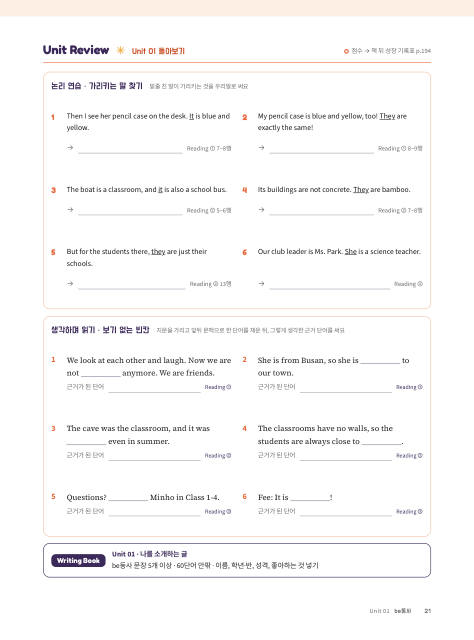 Unit Review ☀ Unit 01 돌아보기
점수 → 책 뒤 성장 기록표 p.194
논리 연습 · 가리키는 말 찾기 밑줄 친 말이 가리키는 것을 우리말로 써요
1 Then I see her pencil case on the desk. It is blue and
yellow.
→ Reading ① 7–8행
2 My pencil case is blue and yellow, too! They are
exactly the same!
→ Reading ① 8–9행
3 The boat is a classroom, and it is also a school bus.
→ Reading ② 5–6행
4 Its buildings are not concrete. They are bamboo.
→ Reading ② 7–8행
5 But for the students there, they are just their
schools.
→ Reading ② 13행
6 Our club leader is Ms. Park. She is a science teacher.
→ Reading ③
생각하며 읽기 · 보기 없는 빈칸 지문을 가리고 앞뒤 문맥으로 한 단어를 채운 뒤, 그렇게 생각한 근거 단어를 써요
1 We look at each other and laugh. Now we are
not __________ anymore. We are friends.
근거가 된 단어 Reading ①
2 She is from Busan, so she is __________ to
our town.
근거가 된 단어 Reading ①
3 The cave was the classroom, and it was
__________ even in summer.
근거가 된 단어 Reading ②
4 The classrooms have no walls, so the
students are always close to __________.
근거가 된 단어 Reading ②
5 Questions? __________ Minho in Class 1-4.
근거가 된 단어 Reading ③
6 Fee: It is __________!
근거가 된 단어 Reading ③
Writing Book
Unit 01 · 나를 소개하는 글
be동사 문장 5개 이상 · 60단어 안팎 · 이름, 학년·반, 성격, 좋아하는 것 넣기
Unit 01 be동사 21